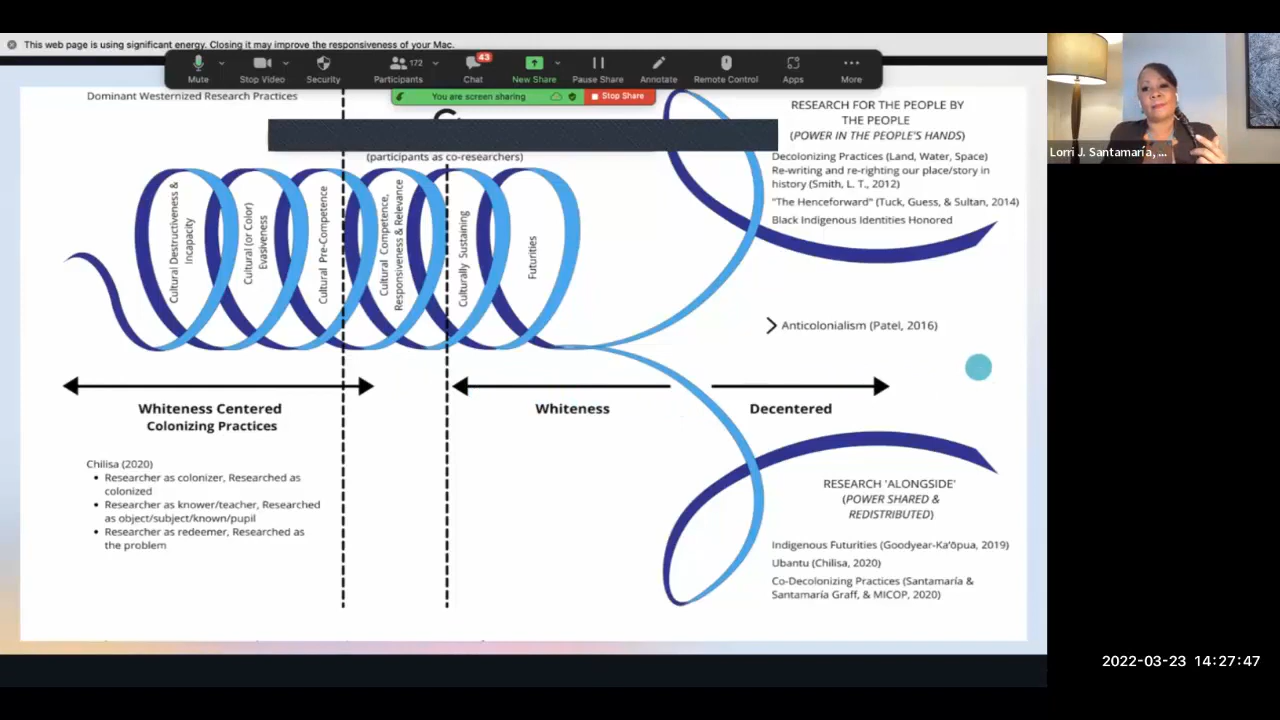 This web page is using significant energy. Closing it may improve the responsiveness of your Mac.
Mute
Stop Video
Security
Participants
172
Chat
43
New Share
Pause Share
Annotate
Remote Control
Apps
More
You are screen sharing
Stop Share
Lorri J. Santamaría, ...
Dominant Westernized Research Practices
(participants as co-researchers)
Cultural Destructiveness &
Incapacity
Cultural (or Color)
Evasiveness
Cultural Pre-Competence
Cultural Competence,
Responsiveness & Relevance
Culturally Sustaining
Futurities
RESEARCH FOR THE PEOPLE BY
THE PEOPLE
(POWER IN THE PEOPLE'S HANDS)
Decolonizing Practices (Land, Water, Space)
Re-writing and re-righting our place/story in
history (Smith, L. T., 2012)
"The Henceforward" (Tuck, Guess, & Sultan, 2014)
Black Indigenous Identities Honored
Anticolonialism (Patel, 2016)
Whiteness Centered
Colonizing Practices
Whiteness
Decentered
Chilisa (2020)
• Researcher as colonizer, Researched as
colonized
• Researcher as knower/teacher, Researched
as object/subject/known/pupil
• Researcher as redeemer, Researched as
the problem
RESEARCH 'ALONGSIDE'
(POWER SHARED &
REDISTRIBUTED)
Indigenous Futurities (Goodyear-Kaʻōpua, 2019)
Ubantu (Chilisa, 2020)
Co-Decolonizing Practices (Santamaría &
Santamaría Graff, & MICOP, 2020)
2022-03-23 14:27:47